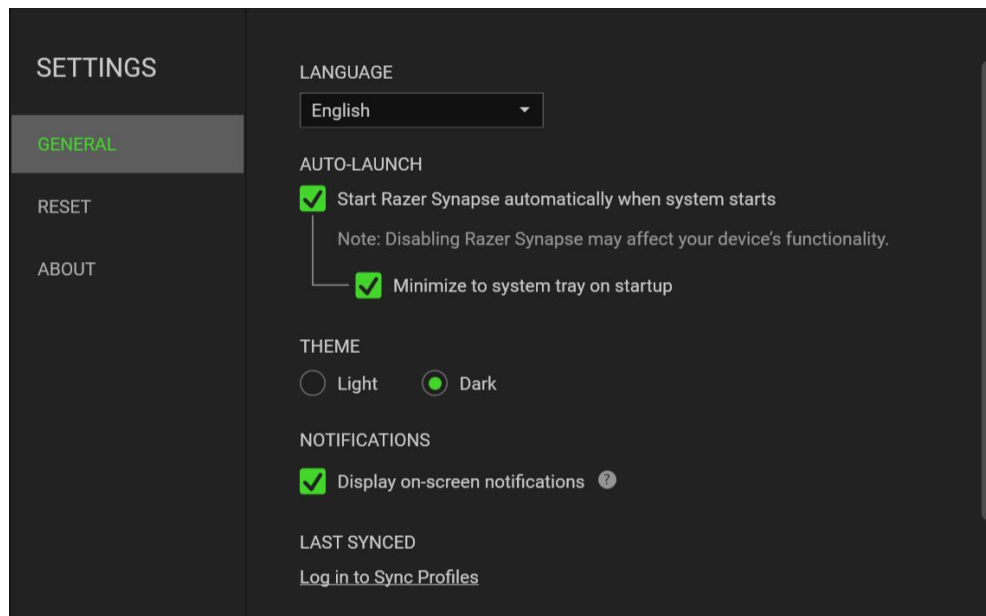 SETTINGS
GENERAL
RESET
ABOUT
LANGUAGE
English
AUTO-LAUNCH
Start Razer Synapse automatically when system starts
Note: Disabling Razer Synapse may affect your device’s functionality.
Minimize to system tray on startup
THEME
Light Dark
NOTIFICATIONS
Display on-screen notifications ?
LAST SYNCED
Log in to Sync Profiles